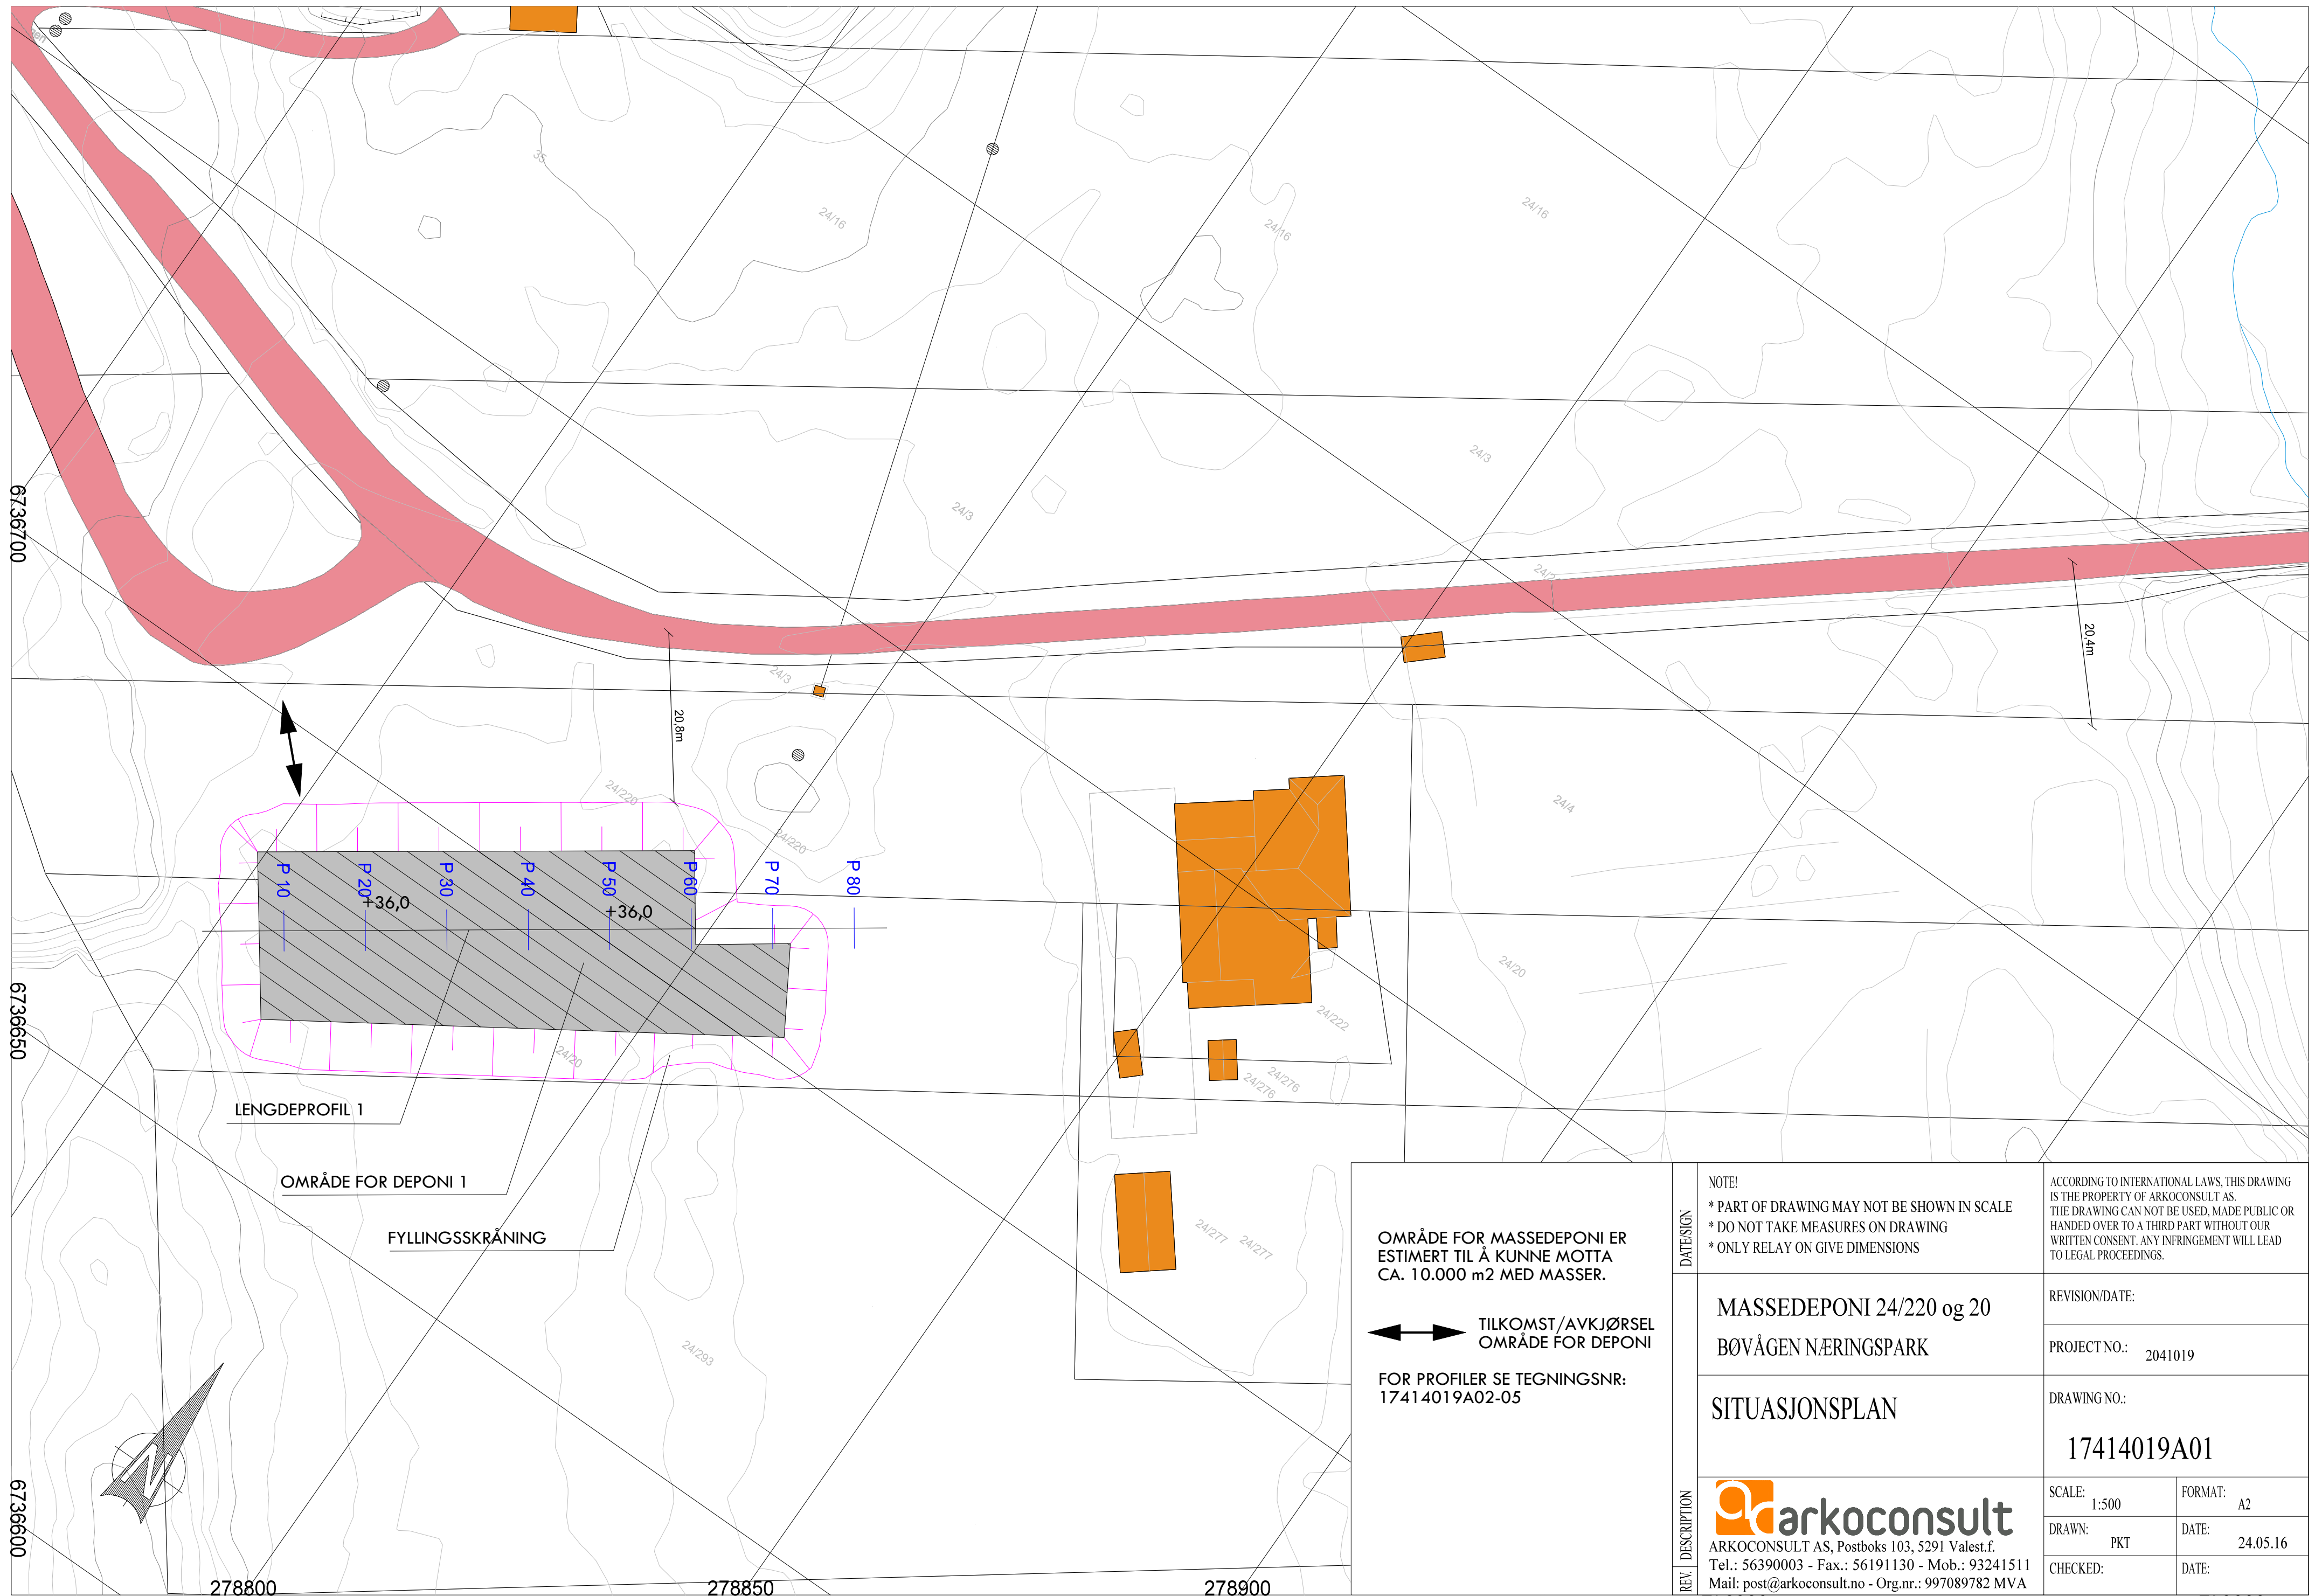 35
24/16
24/16
24/16
24/3
24/3
24/2
24/3
6736700
20,4m
20,8m
24/220
24/220
24/4
P 10
P 20
P 30
P 40
P 50
P 60
P 70
P 80
+36,0
+36,0
24/20
24/222
6736650
24/20
24/276
24/276
LENGDEPROFIL 1
OMRÅDE FOR DEPONI 1
FYLLINGSSKRÅNING
24/277
24/277
24/293
N
6736600
278800
278850
278900
OMRÅDE FOR MASSEDEPONI ER
ESTIMERT TIL Å KUNNE MOTTA
CA. 10.000 m2 MED MASSER.
TILKOMST/AVKJØRSEL
OMRÅDE FOR DEPONI
FOR PROFILER SE TEGNINGSNR:
17414019A02-05
DATE/SIGN
DESCRIPTION
REV.
NOTE!
* PART OF DRAWING MAY NOT BE SHOWN IN SCALE
* DO NOT TAKE MEASURES ON DRAWING
* ONLY RELAY ON GIVE DIMENSIONS
ACCORDING TO INTERNATIONAL LAWS, THIS DRAWING
IS THE PROPERTY OF ARKOCONSULT AS.
THE DRAWING CAN NOT BE USED, MADE PUBLIC OR
HANDED OVER TO A THIRD PART WITHOUT OUR
WRITTEN CONSENT. ANY INFRINGEMENT WILL LEAD
TO LEGAL PROCEEDINGS.
MASSEDEPONI 24/220 og 20
BØVÅGEN NÆRINGSPARK
REVISION/DATE:
PROJECT NO.: 2041019
SITUASJONSPLAN
DRAWING NO.:
17414019A01
arkoconsult
ARKOCONSULT AS, Postboks 103, 5291 Valest.f.
Tel.: 56390003 - Fax.: 56191130 - Mob.: 93241511
Mail: post@arkoconsult.no - Org.nr.: 997089782 MVA
SCALE: 1:500
FORMAT: A2
DRAWN: PKT
DATE: 24.05.16
CHECKED:
DATE: